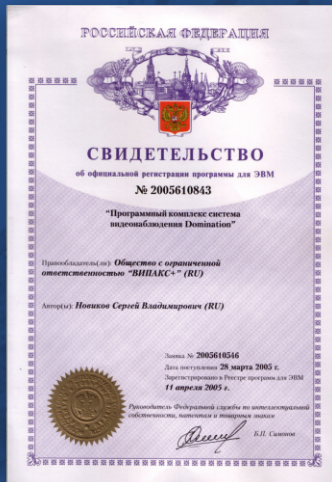 РОССИЙСКАЯ ФЕДЕРАЦИЯ
СВИДЕТЕЛЬСТВО
об официальной регистрации программы для ЭВМ
№ 2005610843
"Программный комплекс система
видеонаблюдения Domination"
Правообладатель(ли): Общество с ограниченной
ответственностью "ВИПАКС+" (RU)
Автор(ы): Новиков Сергей Владимирович (RU)
Заявка № 2005610546
Дата поступления 28 марта 2005 г.
Зарегистрировано в Реестре программ для ЭВМ
11 апреля 2005 г.
Руководитель Федеральной службы по интеллектуальной
собственности, патентам и товарным знакам
Б.П. Симонов